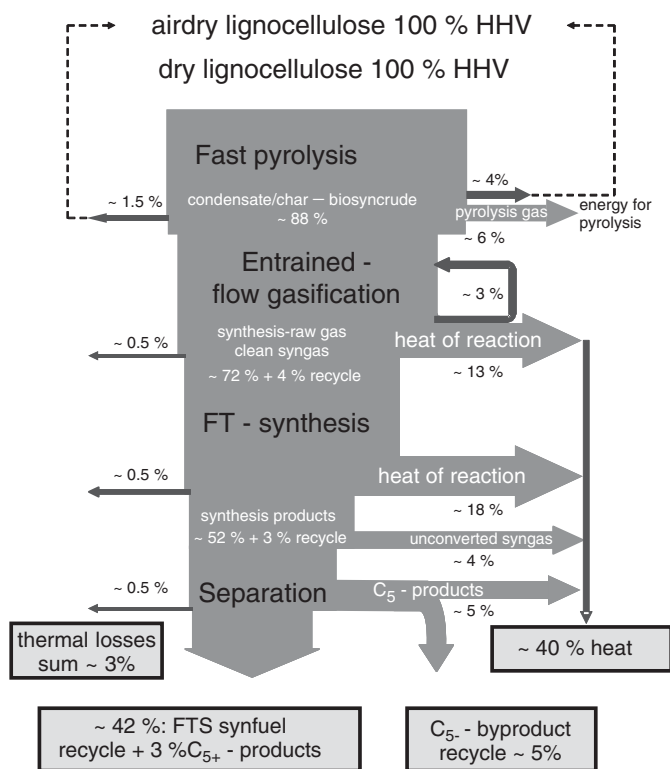 airdry lignocellulose 100 % HHV
dry lignocellulose 100 % HHV
Fast pyrolysis
~ 1.5 %
condensate/char – biosyncrude
~ 88 %
~ 4%
pyrolysis gas
energy for
pyrolysis
~ 6 %
Entrained -
flow gasification
~ 3 %
~ 0.5 %
synthesis-raw gas
clean syngas
~ 72 % + 4 % recycle
heat of reaction
~ 13 %
FT - synthesis
~ 0.5 %
heat of reaction
~ 18 %
synthesis products
~ 52 % + 3 % recycle
unconverted syngas
~ 4 %
~ 0.5 %
Separation
C5 - products
~ 5 %
thermal losses
sum ~ 3%
~ 40 % heat
~ 42 %: FTS synfuel
recycle + 3 %C5+ - products
C5- - byproduct
recycle ~ 5%